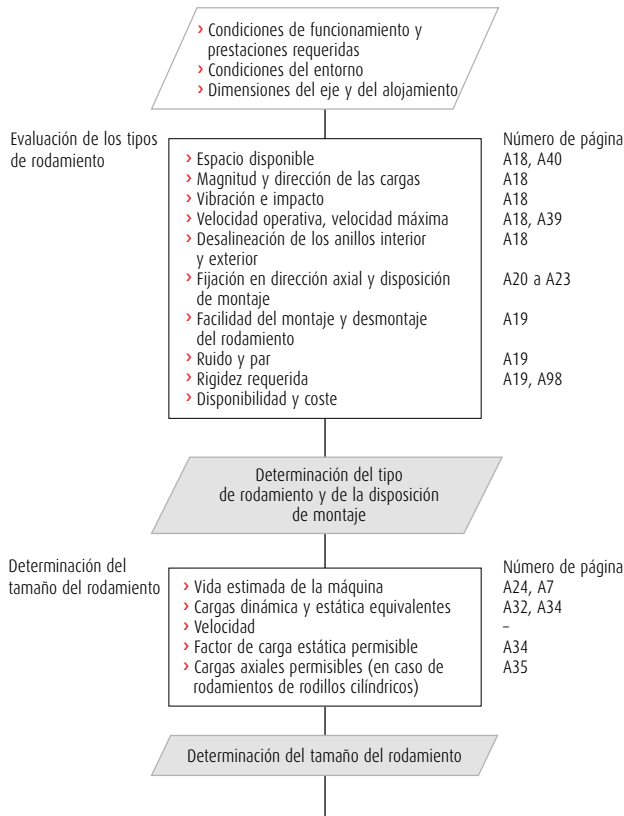 › Condiciones de funcionamiento y
prestaciones requeridas
› Condiciones del entorno
› Dimensiones del eje y del alojamiento
Evaluación de los tipos
de rodamiento
Número de página
› Espacio disponible A18, A40
› Magnitud y dirección de las cargas A18
› Vibración e impacto A18
› Velocidad operativa, velocidad máxima A18, A39
› Desalineación de los anillos interior A18
y exterior
› Fijación en dirección axial y disposición A20 a A23
de montaje
› Facilidad del montaje y desmontaje A19
del rodamiento
› Ruido y par A19
› Rigidez requerida A19, A98
› Disponibilidad y coste
Determinación del tipo
de rodamiento y de la disposición
de montaje
Determinación del
tamaño del rodamiento
Número de página
› Vida estimada de la máquina A24, A7
› Cargas dinámica y estática equivalentes A32, A34
› Velocidad –
› Factor de carga estática permisible A34
› Cargas axiales permisibles (en caso de A35
rodamientos de rodillos cilíndricos)
Determinación del tamaño del rodamiento